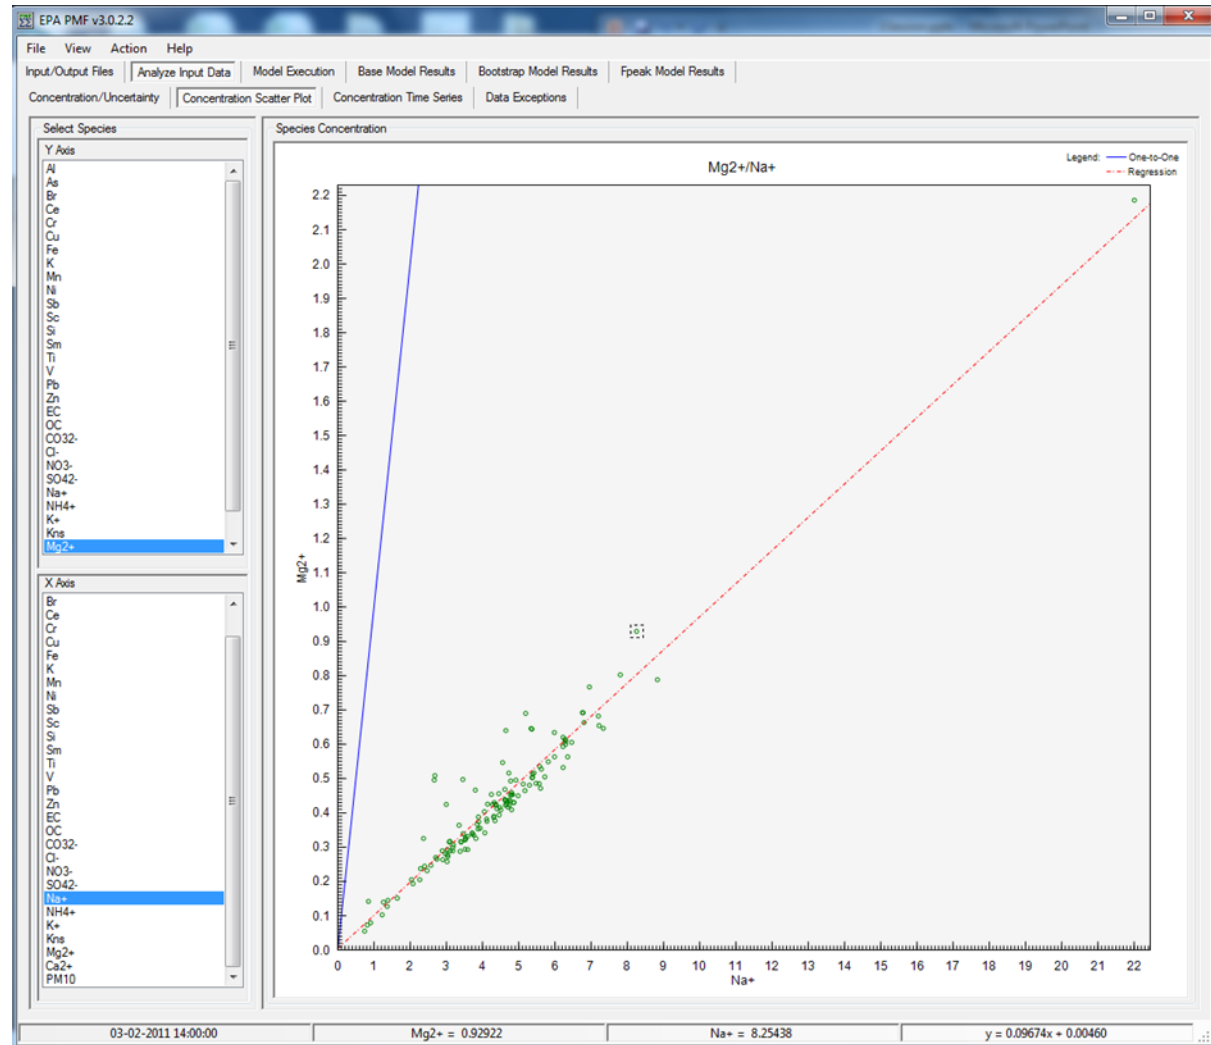 EPA PMF v3.0.2.2
File View Action Help
Input/Output Files Analyze Input Data Model Execution Base Model Results Bootstrap Model Results Fpeak Model Results
Concentration/Uncertainty Concentration Scatter Plot Concentration Time Series Data Exceptions
Select Species
Y Axis
Al
As
Br
Ce
Cr
Cu
Fe
K
Mn
Ni
Sb
Sc
Si
Sm
Ti
V
Pb
Zn
EC
OC
CO32-
Cl-
NO3-
SO42-
Na+
NH4+
K+
Kns
Mg2+
X Axis
Br
Ce
Cr
Cu
Fe
K
Mn
Ni
Sb
Sc
Si
Sm
Ti
V
Pb
Zn
EC
OC
CO32-
Cl-
NO3-
SO42-
Na+
NH4+
K+
Kns
Mg2+
Ca2+
PM10
Species Concentration
Mg2+/Na+
Legend: One-to-One
Regression
2.2
2.1
2.0
1.9
1.8
1.7
1.6
1.5
1.4
1.3
1.2
1.1
1.0
0.9
0.8
0.7
0.6
0.5
0.4
0.3
0.2
0.1
0.0
Mg2+
0 1 2 3 4 5 6 7 8 9 10 11 12 13 14 15 16 17 18 19 20 21 22
Na+
03-02-2011 14:00:00 Mg2+ = 0.92922 Na+ = 8.25438 y = 0.09674x + 0.00460